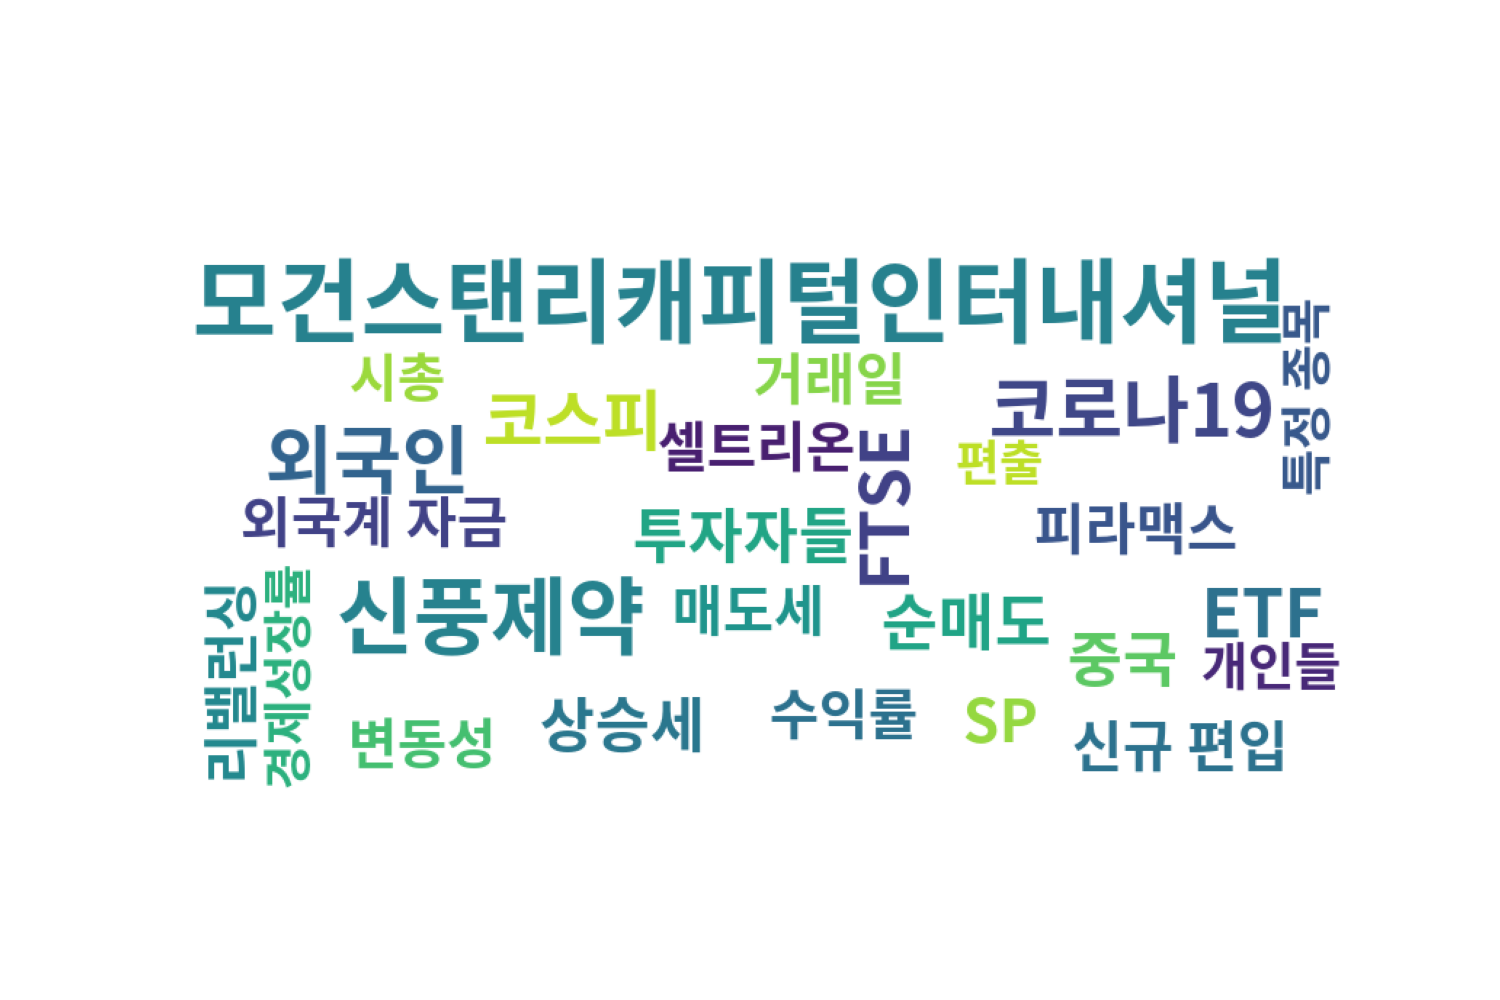 모건스탠리캐피털인터내셔널
특정 종목
시총
거래일
코스피
코로나19
외국인
셀트리온
FTSE
편출
외국계 자금
투자자들
피라맥스
신풍제약
매도세
순매도
ETF
리밸런싱
경제성장률
중국
개인들
변동성
상승세
수익률
SP
신규 편입